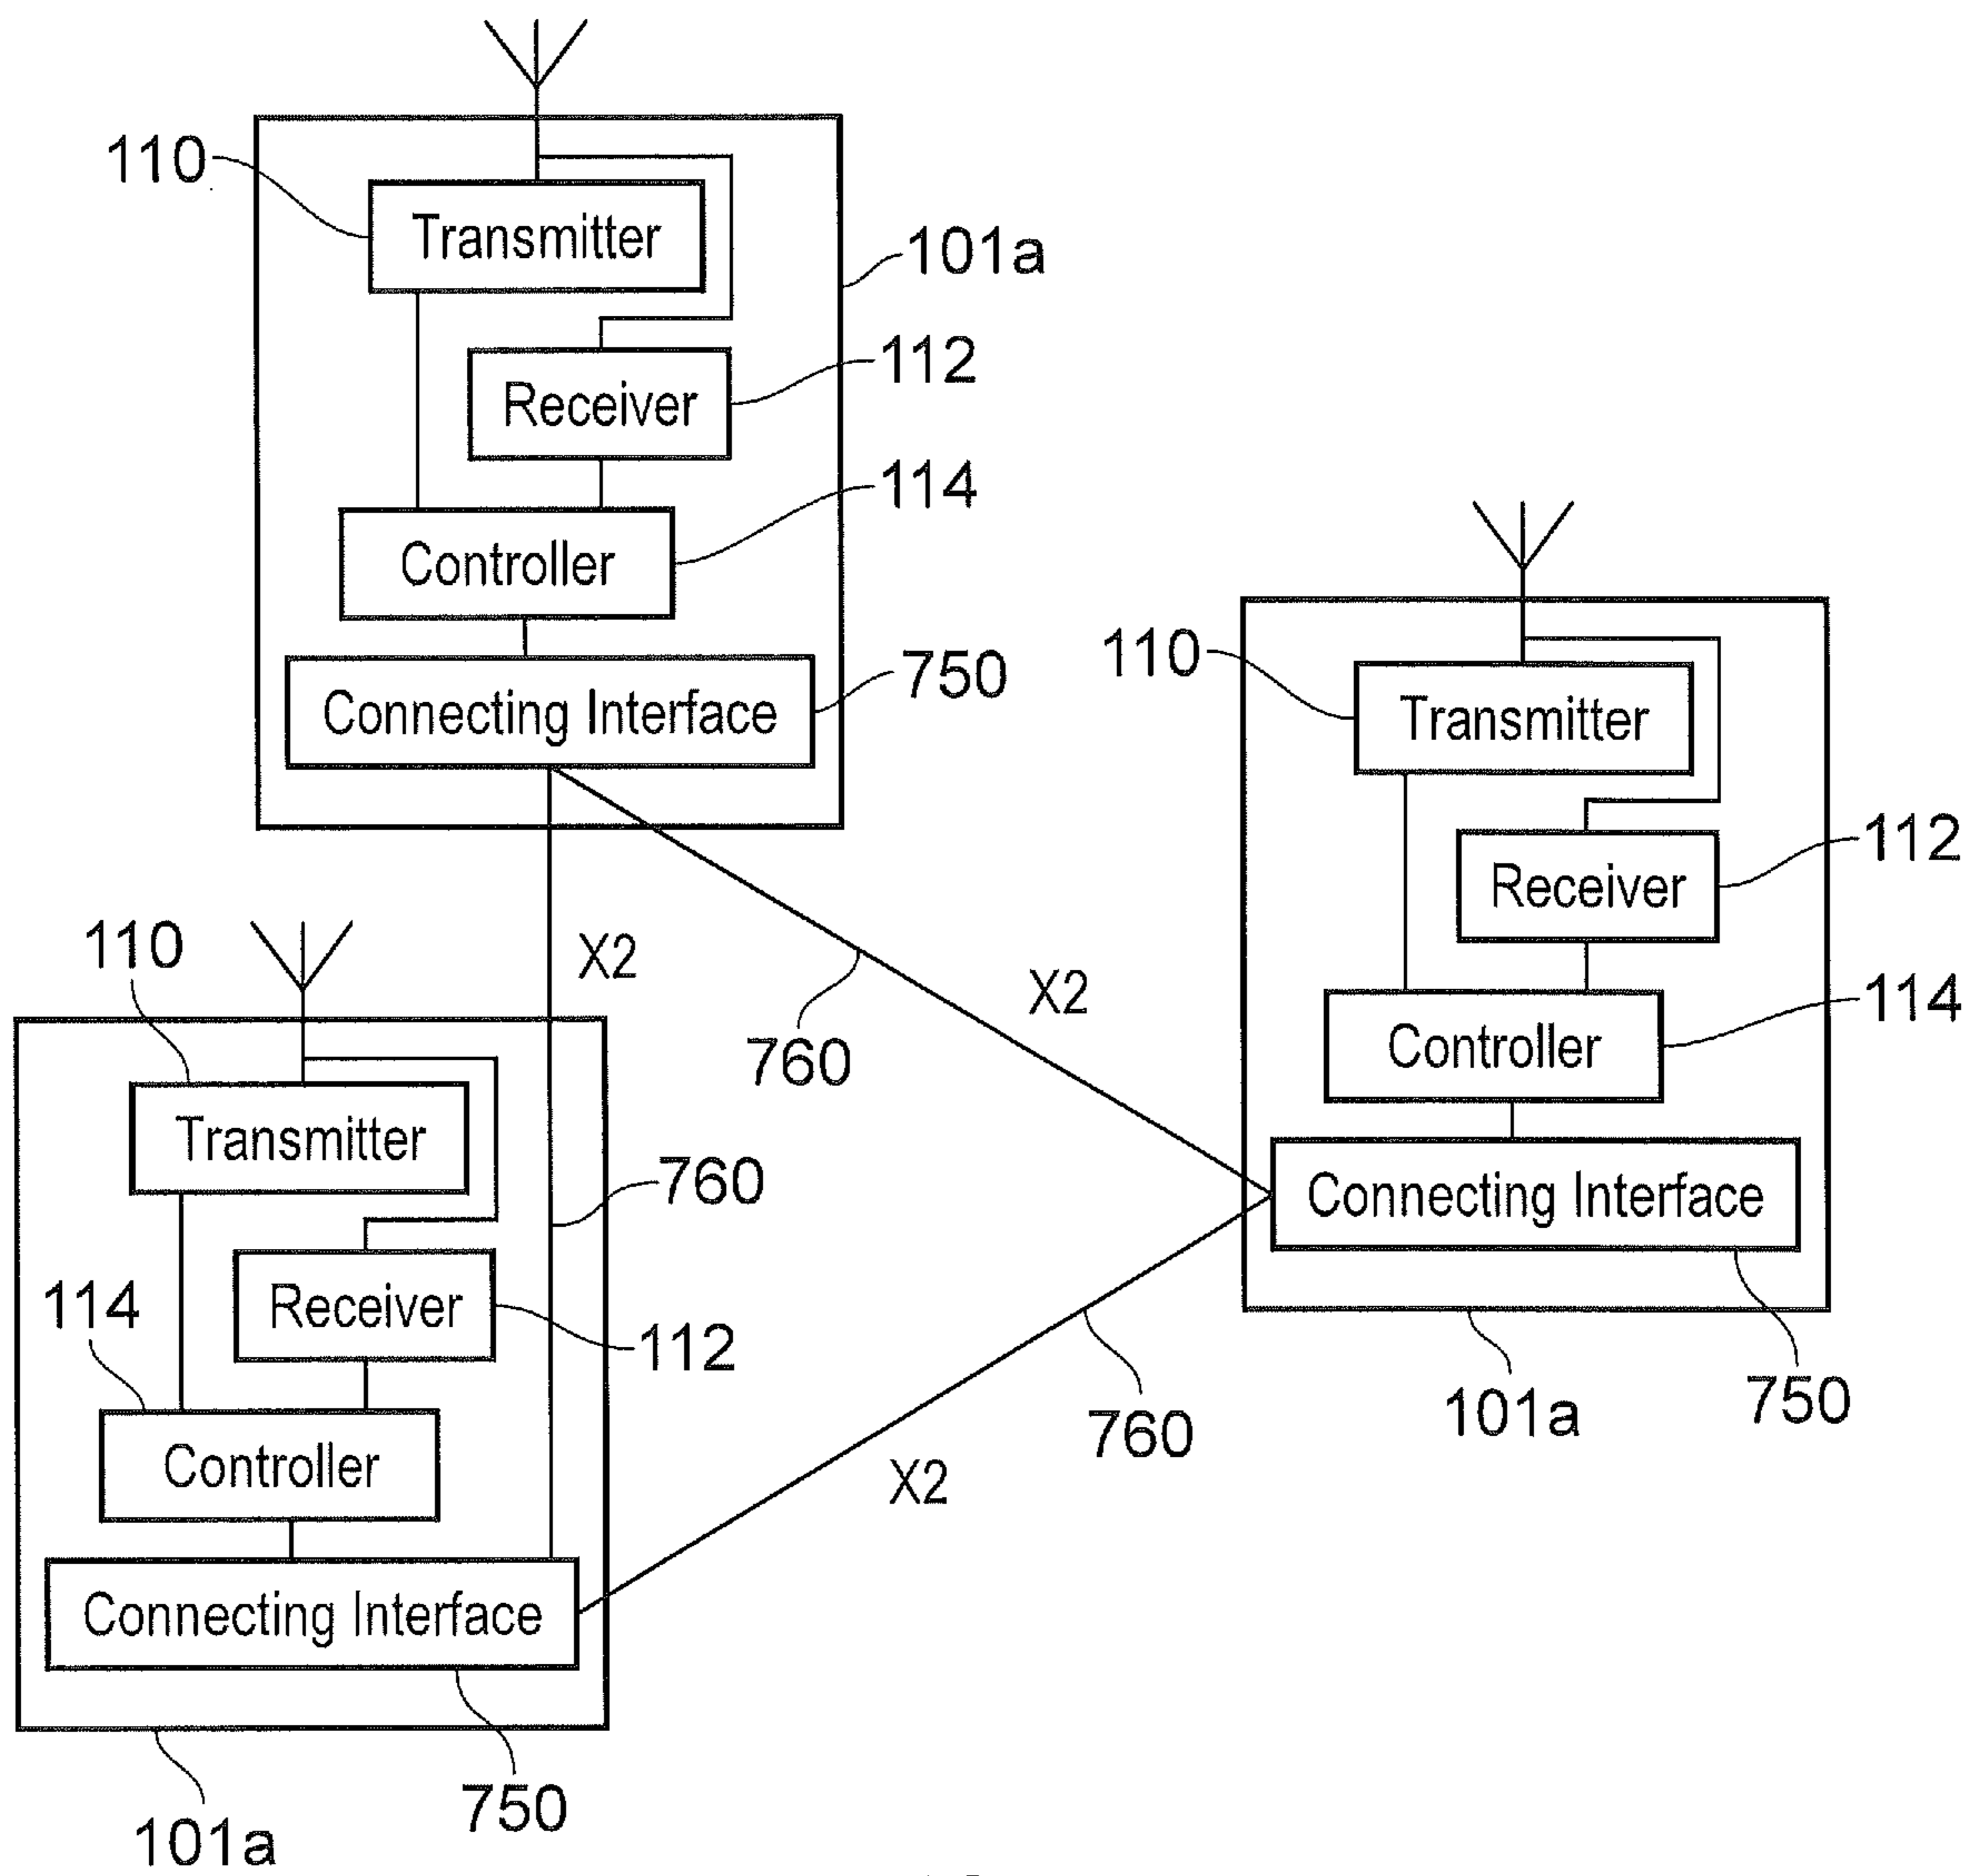 110
Transmitter
101a
Receiver
112
Controller
114
Connecting Interface
750
110
Transmitter
Receiver
112
Controller
114
Connecting Interface
101a
750
X2
760
X2
110
Transmitter
760
114
Receiver
112
Controller
Connecting Interface
760
X2
101a
750